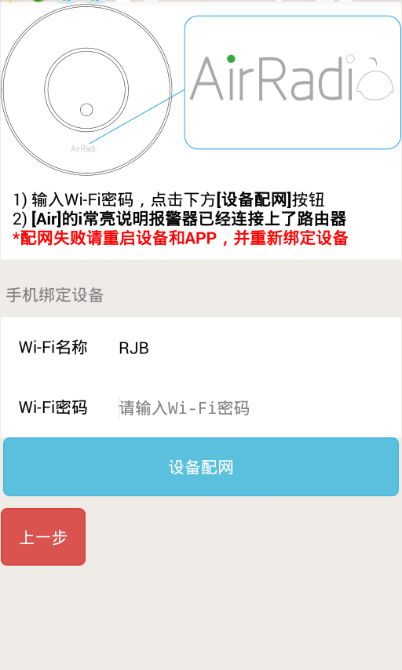 AirRadi
AirRadio
1) 输入Wi-Fi密码，点击下方[设备配网]按钮
2) [Air]的i常亮说明报警器已经连接上了路由器
*配网失败请重启设备和APP，并重新绑定设备
手机绑定设备
Wi-Fi名称 RJB
Wi-Fi密码 请输入Wi-Fi密码
设备配网
上一步